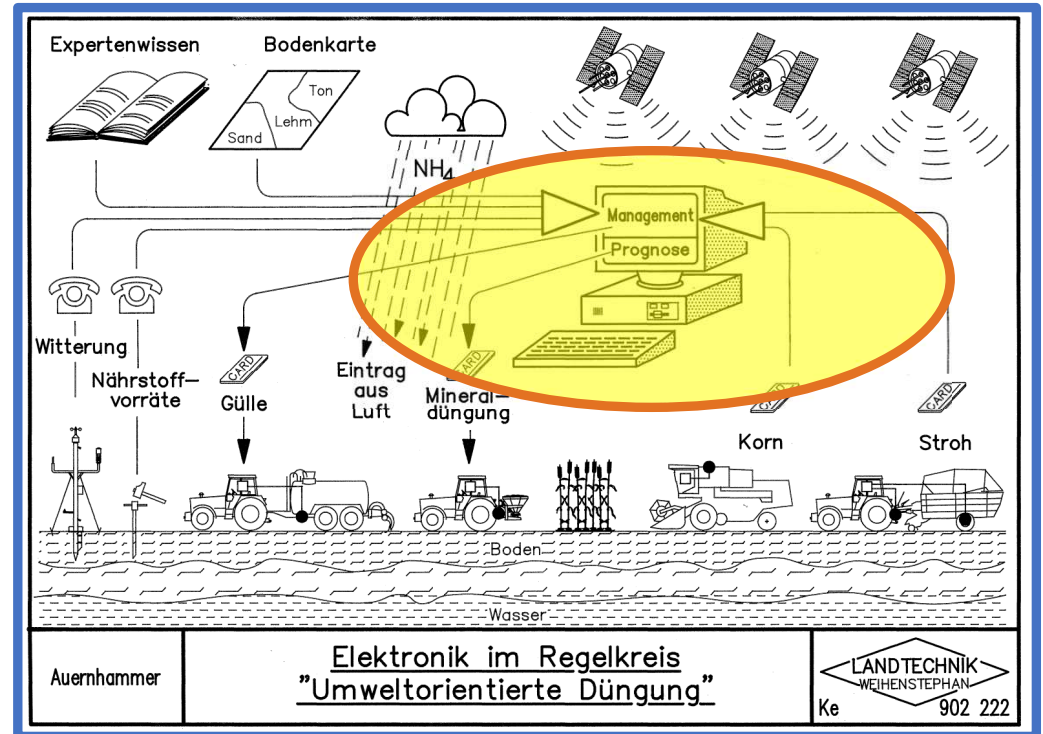 Expertenwissen
Bodenkarte
Ton
Lehm
Sand
NH4
Management
Prognose
Witterung
Nährstoff-
vorräte
CARD
Gülle
Eintrag
aus
Luft
CARD
Mineral-
düngung
CARD
Korn
CARD
Stroh
Boden
Wasser
Auernhammer
Elektronik im Regelkreis
"Umweltorientierte Düngung"
LANDTECHNIK
WEIHENSTEPHAN
Ke 902 222